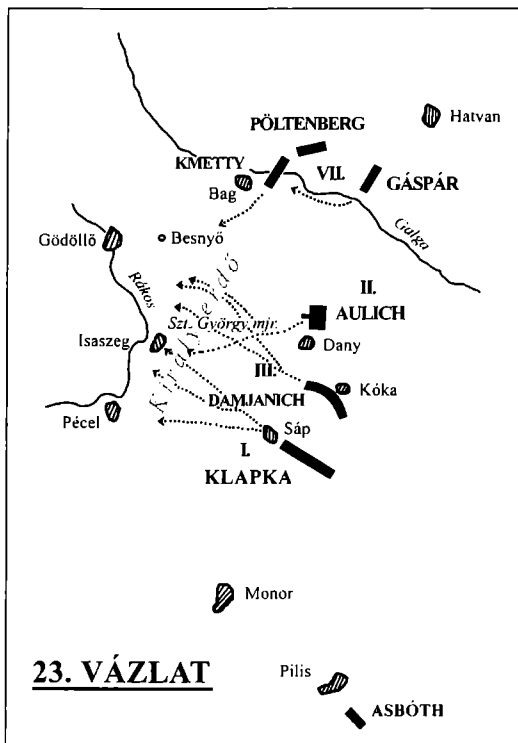 PÖLTENBERG
Hatvan
KMETTY
VII.
GÁSPÁR
Bag
Galga
Gödöllő
Besnyő
Rákos
Királyerdő
II.
AULICH
Szt. György mjr.
Isaszeg
Dany
III.
Kóka
DAMJANICH
Pécel
Sáp
I.
KLAPKA
Monor
23. VÁZLAT
Pilis
ASBÓTH